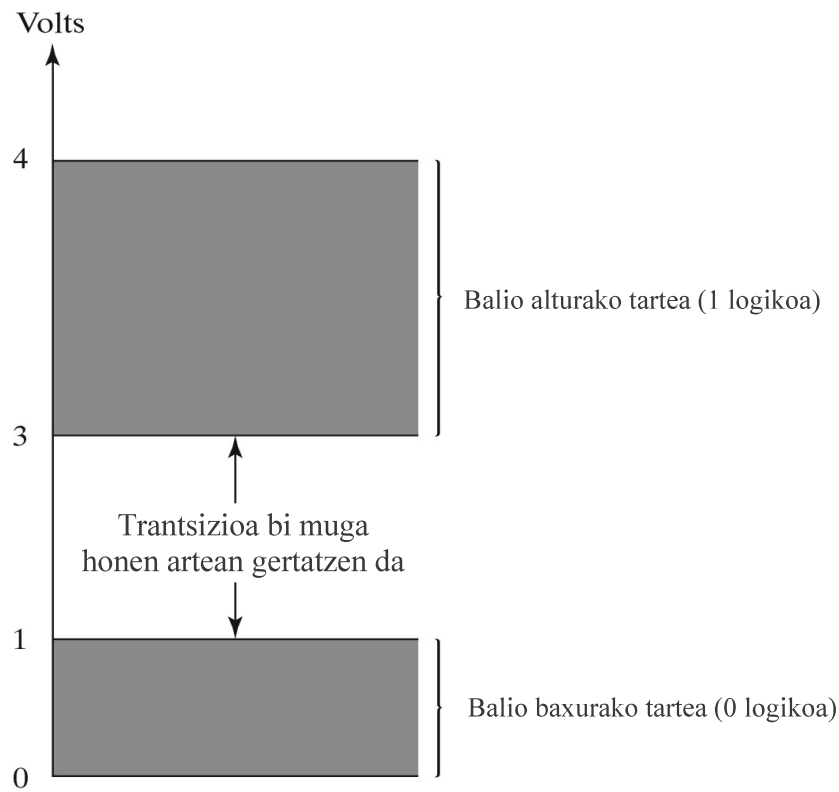 Volts
4
Balio alturako tartea (1 logikoa)
3
Trantsizioa bi muga
honen artean gertatzen da
1
Balio baxurako tartea (0 logikoa)
0